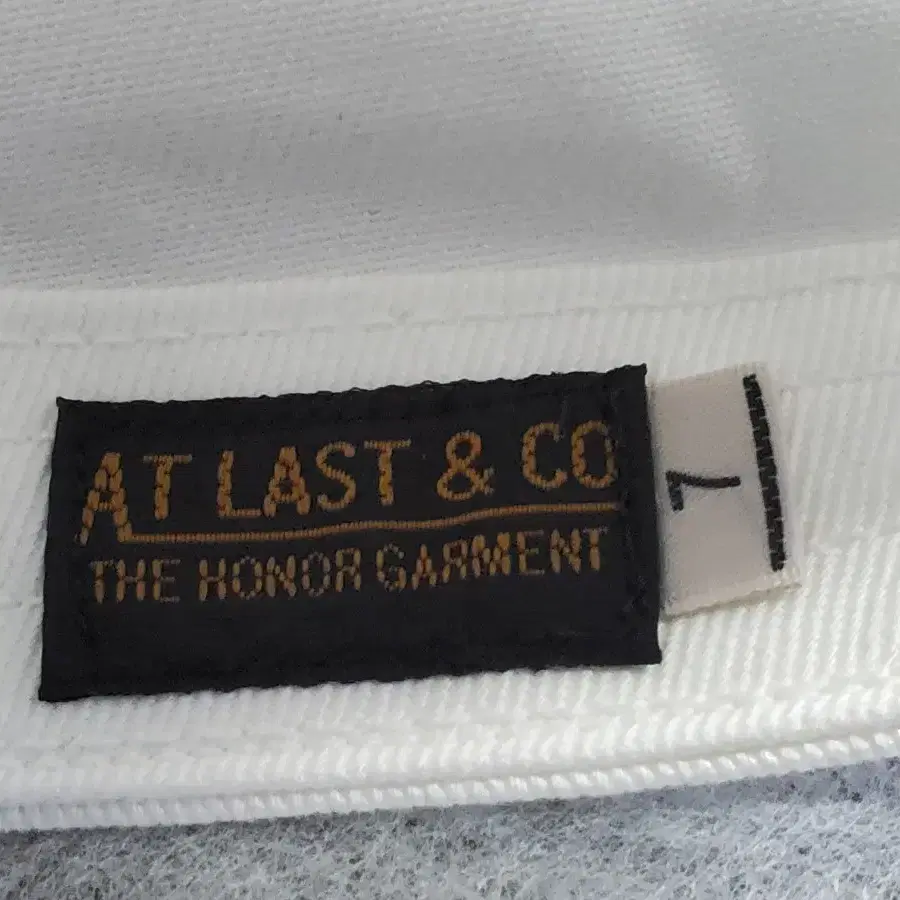 AT LAST & CO
THE HONOR GARMENT
7